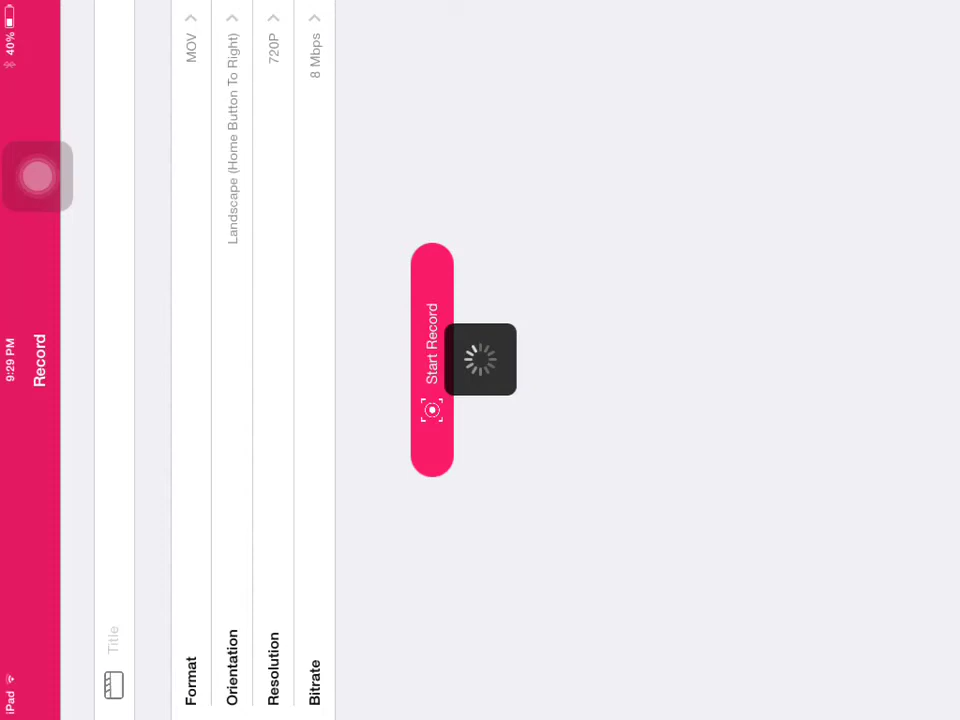 iPad 9:29 PM 40%
Record
Title
Format MOV
Orientation Landscape (Home Button To Right)
Resolution 720P
Bitrate 8 Mbps
Start Record